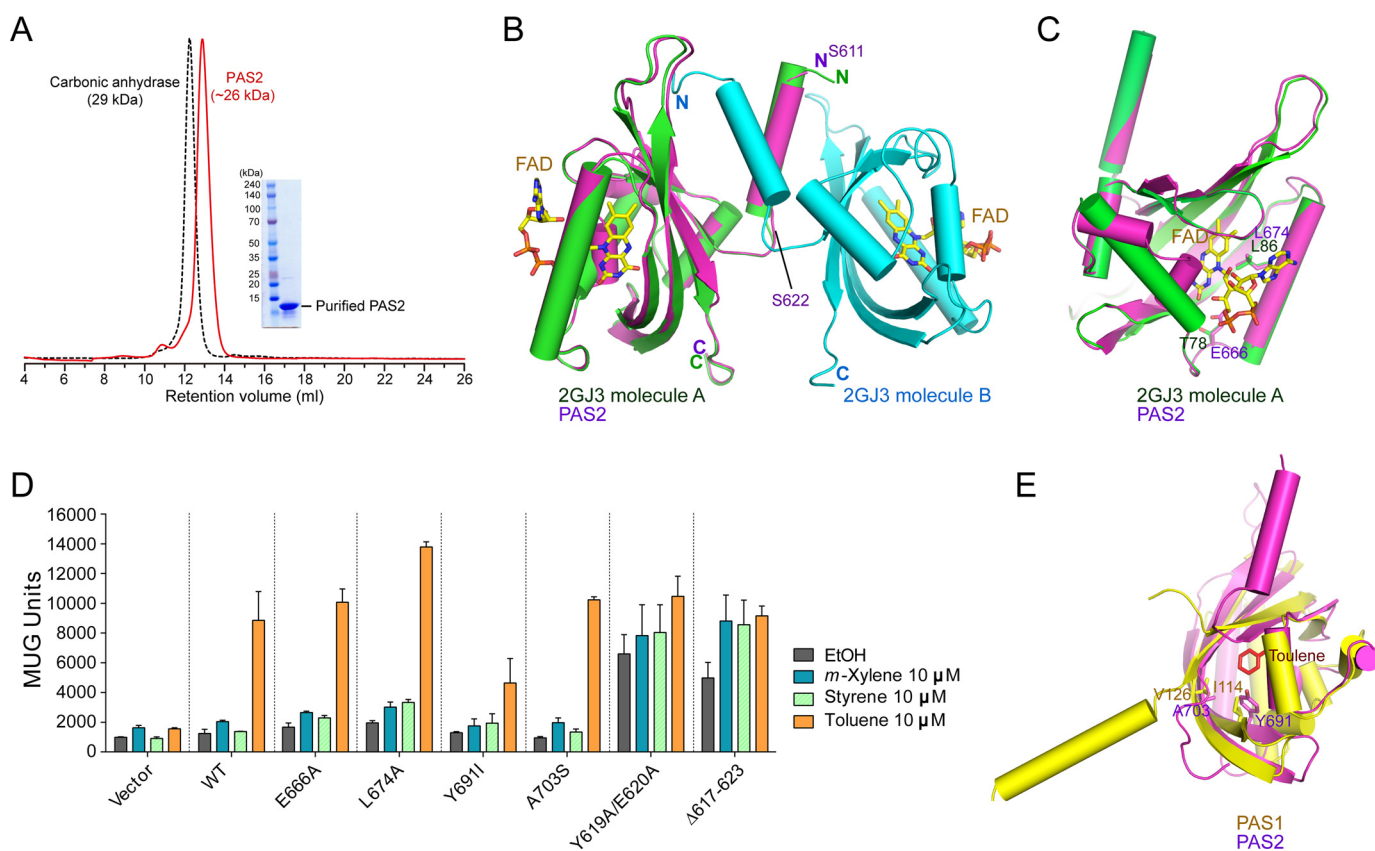 A
Carbonic anhydrase
(29 kDa)
PAS2
(~26 kDa)
(kDa)
240
140
100
70
50
35
25
20
15
Purified PAS2
4 6 8 10 12 14 16 18 20 22 24 26
Retention volume (ml)
B
N
N S611
N
FAD
FAD
S622
C
C
C
2GJ3 molecule A
PAS2
2GJ3 molecule B
C
FAD
L674
L86
T78
E666
2GJ3 molecule A
PAS2
D
MUG Units
16000
14000
12000
10000
8000
6000
4000
2000
0
Vector
WT
E666A
L674A
Y691I
A703S
Y619A/E620A
Δ617-623
EtOH
m-Xylene 10 µM
Styrene 10 µM
Toluene 10 µM
E
Toulene
V126
I114
A703
Y691
PAS1
PAS2